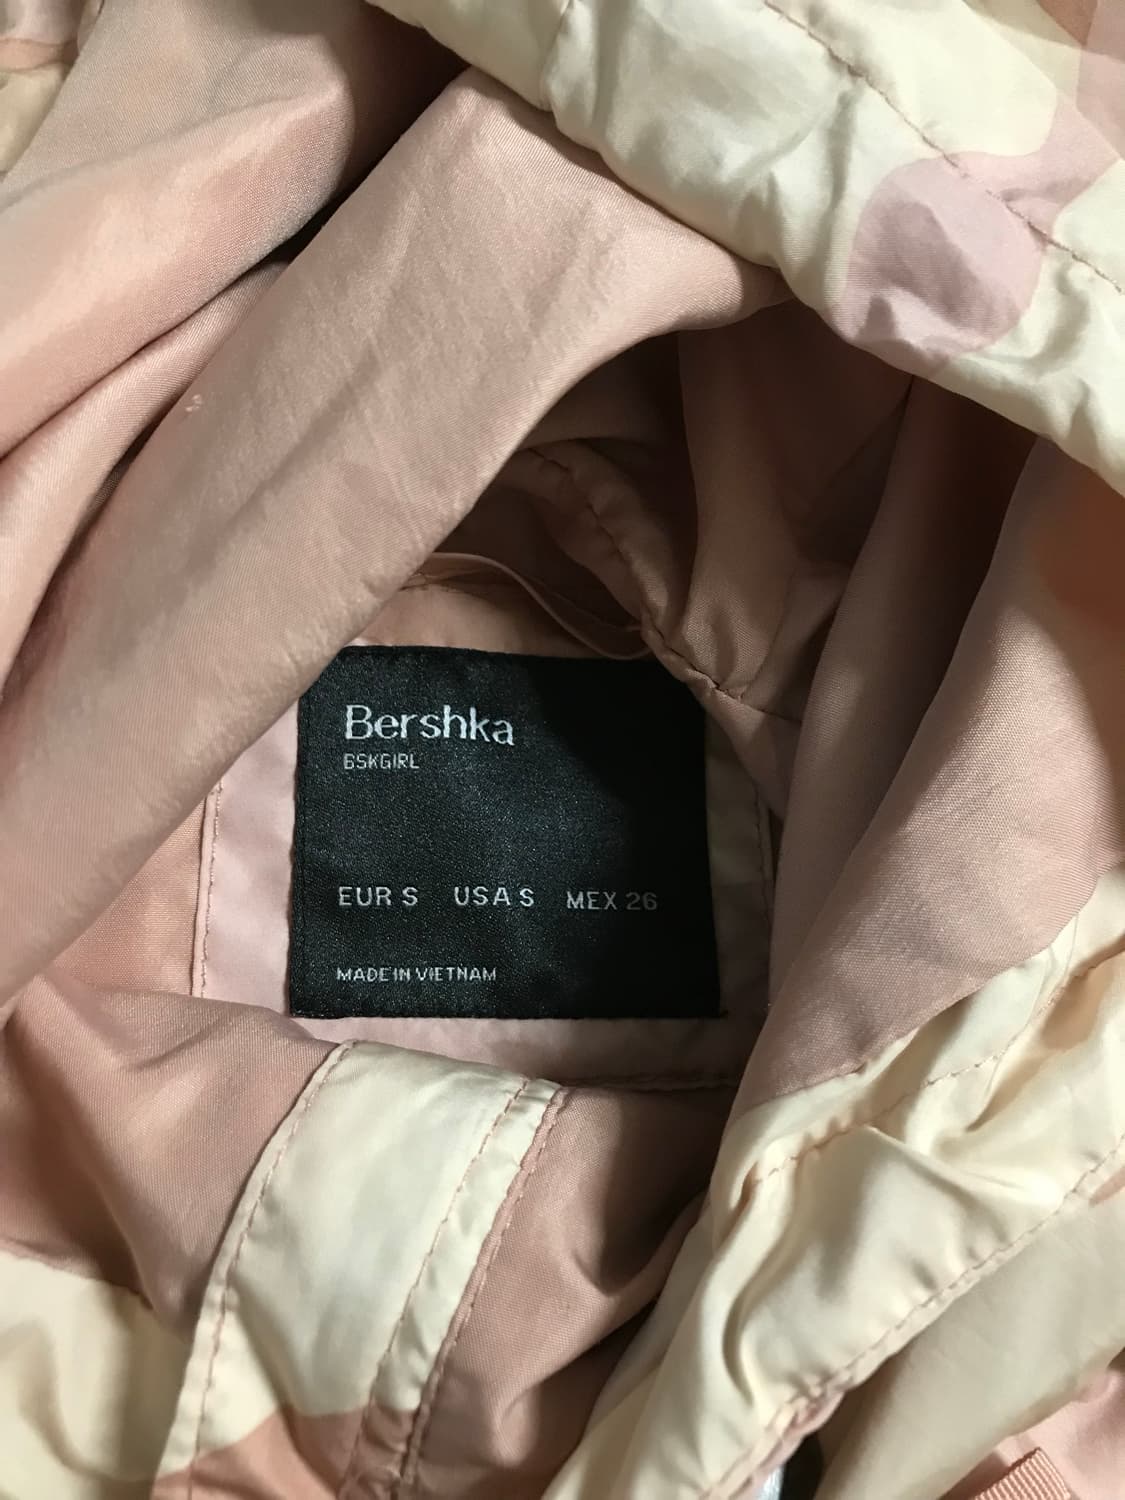 Bershka
BSKGIRL
EUR S USA S MEX 26
MADE IN VIETNAM